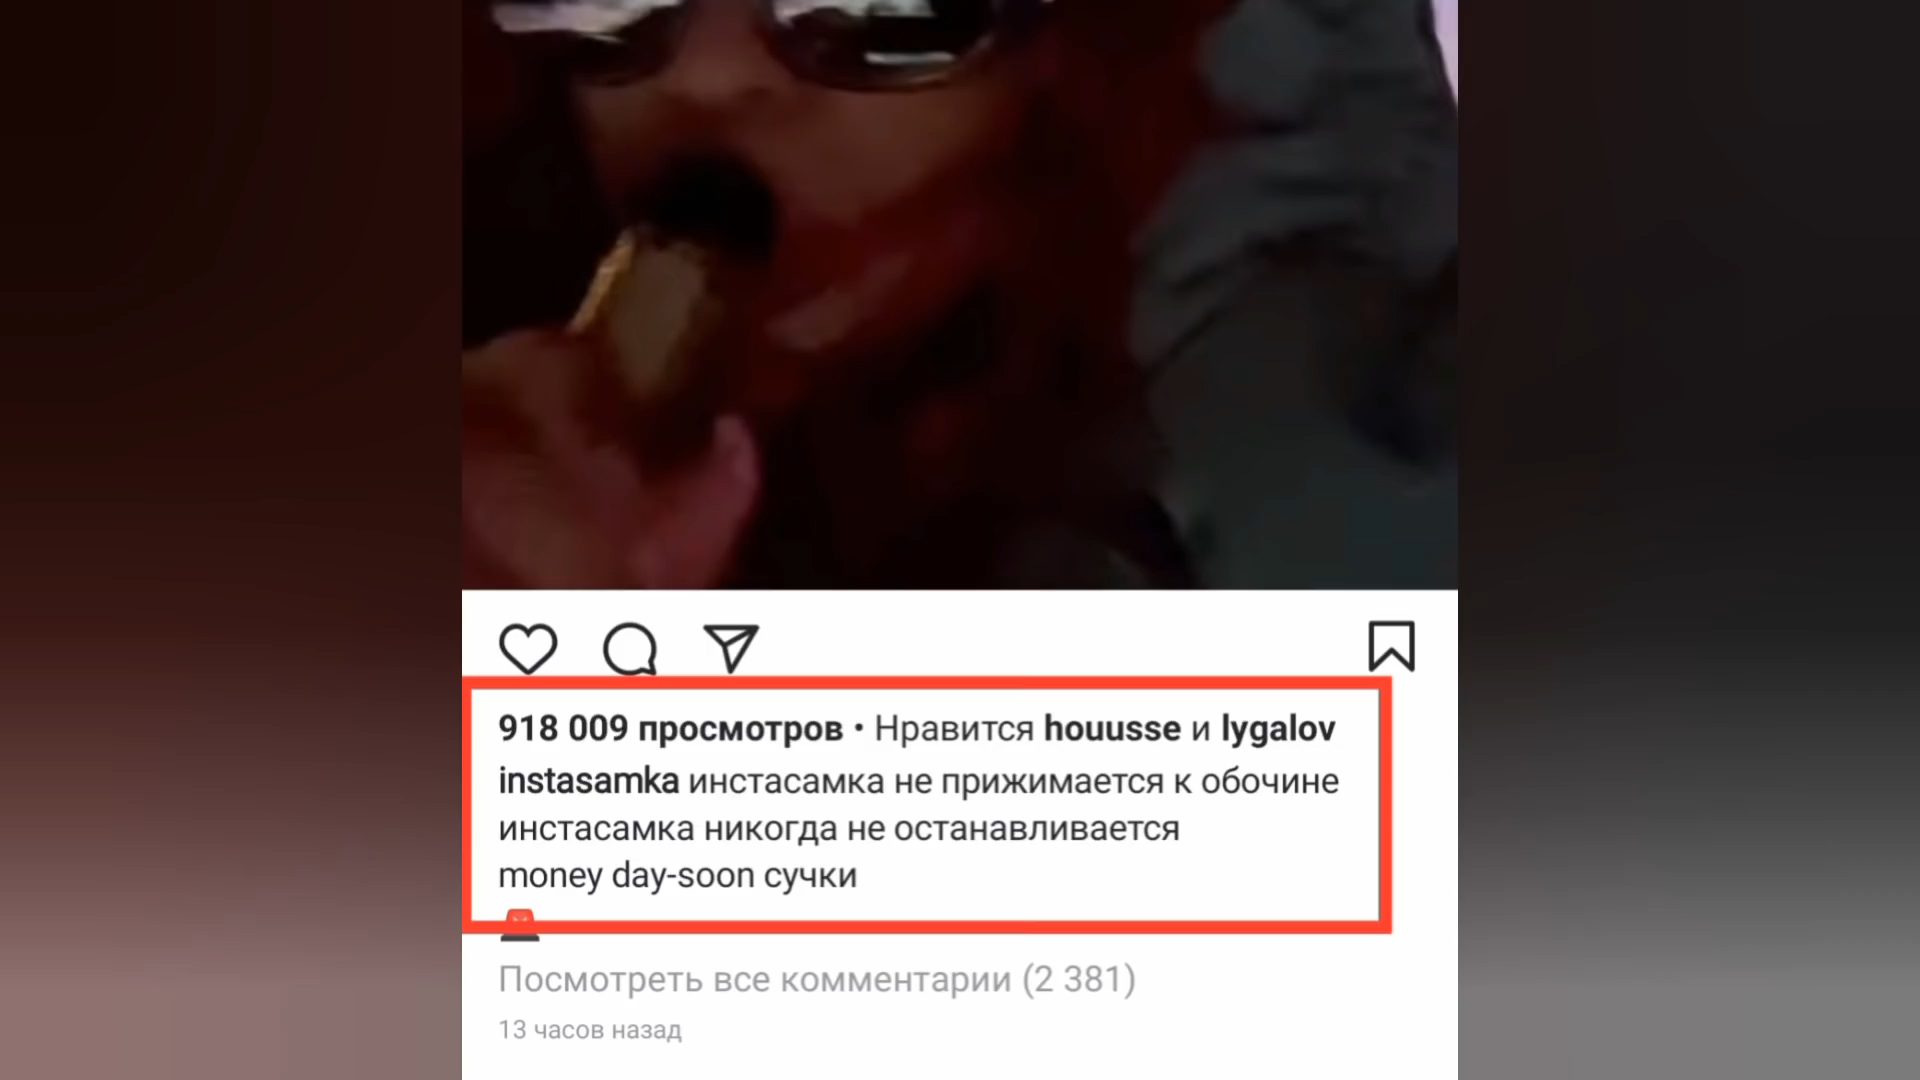 918 009 просмотров • Нравится houusse и lygalov
instasamka инстасамка не прижимается к обочине
инстасамка никогда не останавливается
money day-soon сучки
Посмотреть все комментарии (2 381)
13 часов назад